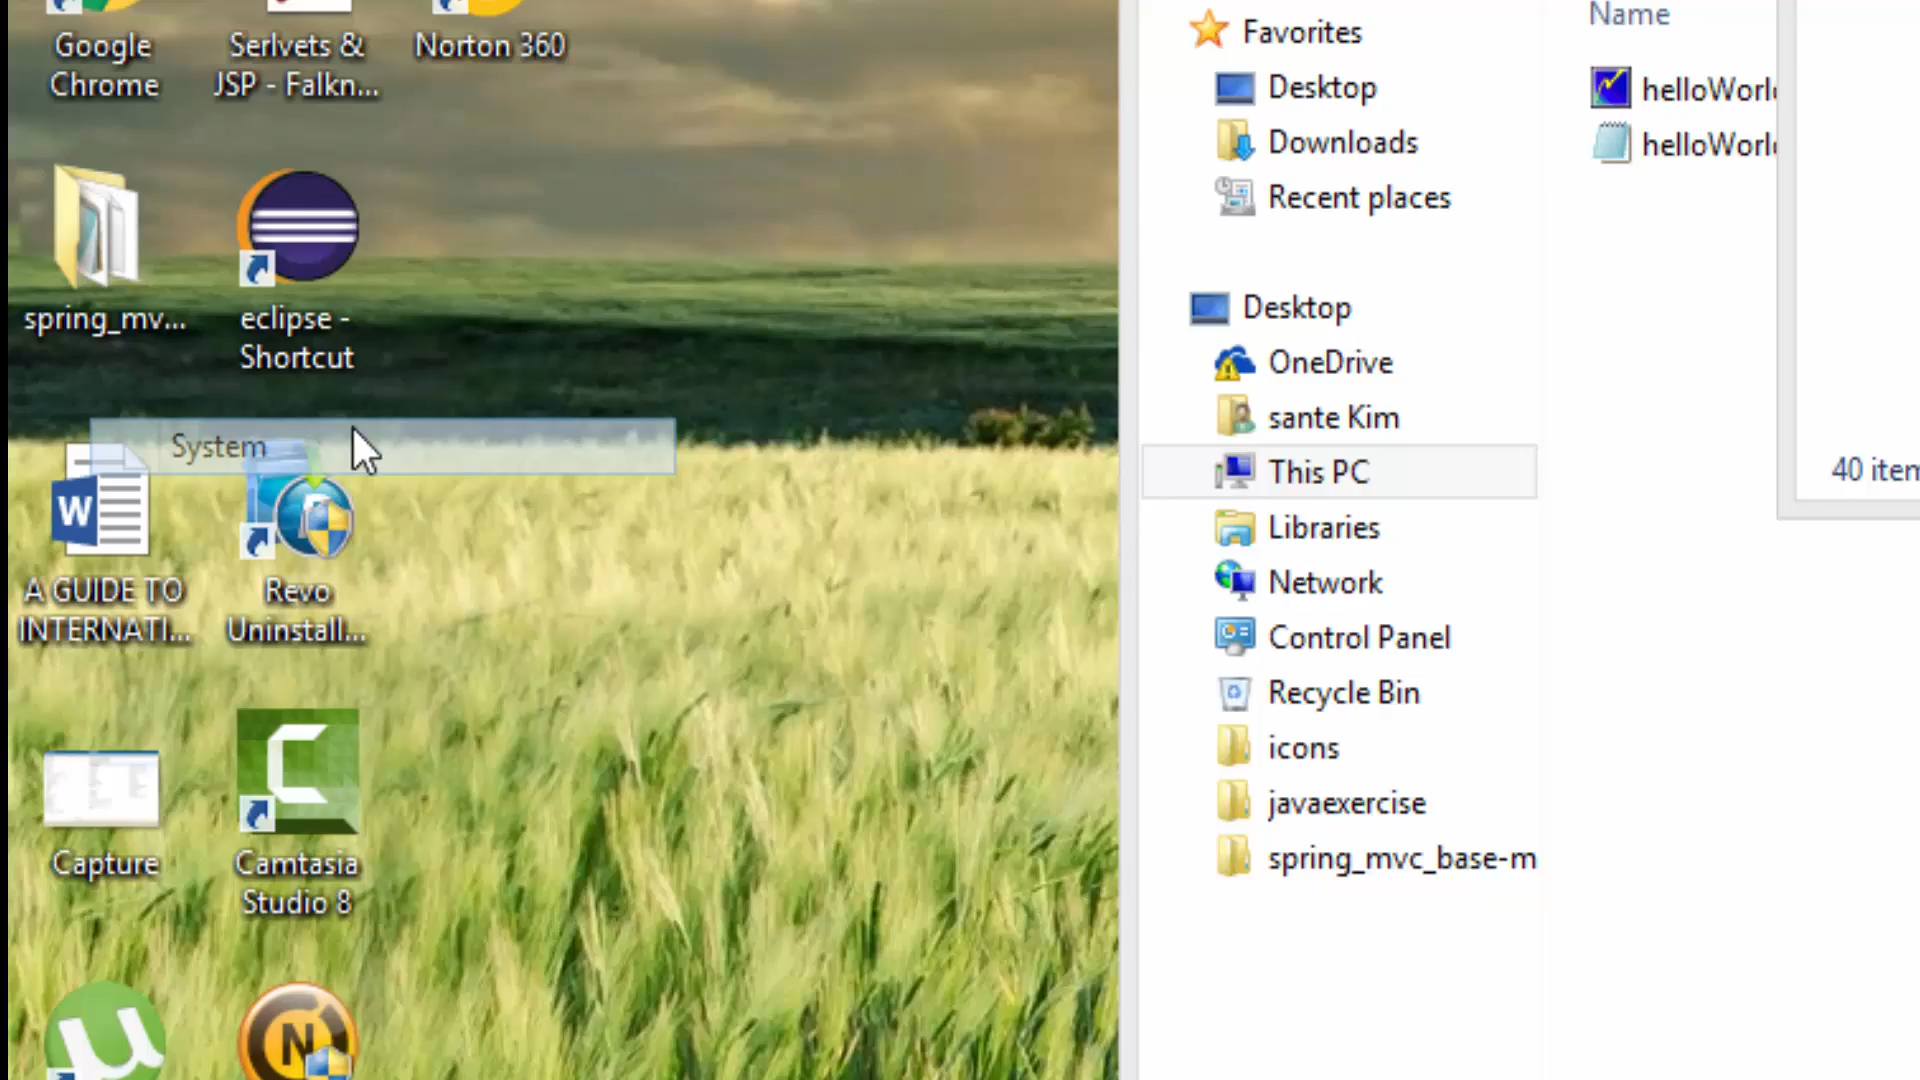 Google
Chrome
Serlvets &
JSP - Falkn...
Norton 360
spring_mv...
eclipse -
Shortcut
System
W
A GUIDE TO
INTERNATI...
Revo
Uninstall...
Capture
Camtasia
Studio 8
N
Favorites
Desktop
Downloads
Recent places
Desktop
OneDrive
sante Kim
This PC
Libraries
Network
Control Panel
Recycle Bin
icons
javaexercise
spring_mvc_base-m
Name
helloWorl
helloWorl
40 item